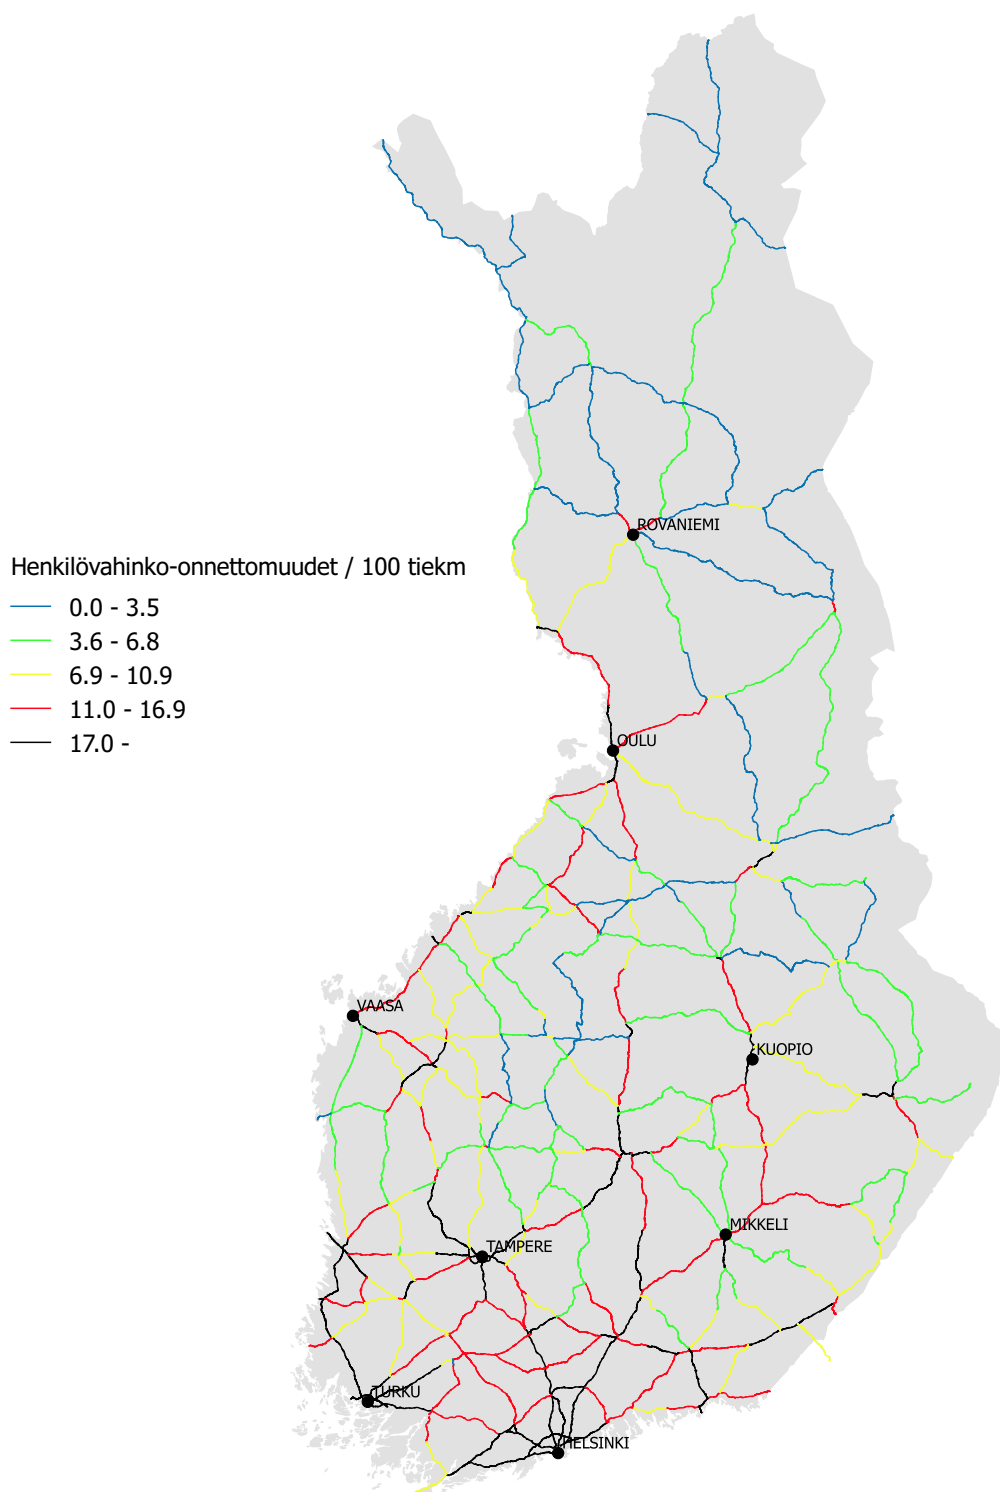 ROVANIEMI
Henkilövahinko-onnettomuudet / 100 tiekm
0.0 - 3.5
3.6 - 6.8
6.9 - 10.9
11.0 - 16.9
17.0 -
OULU
VAASA
KUOPIO
MIKKELI
TAMPERE
TURKU
HELSINKI